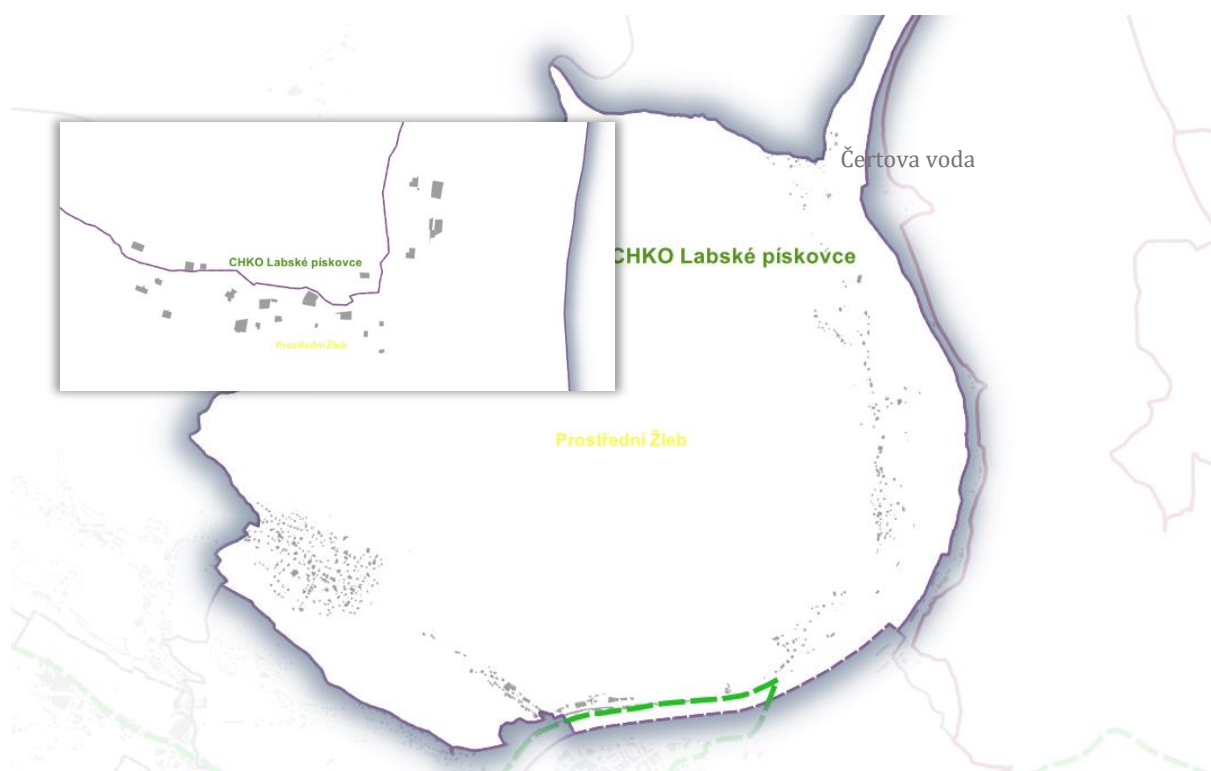 Čertova voda
CHKO Labské pískovce
CHKO Labské pískovce
Prostřední Žleb
Prostřední Žleb